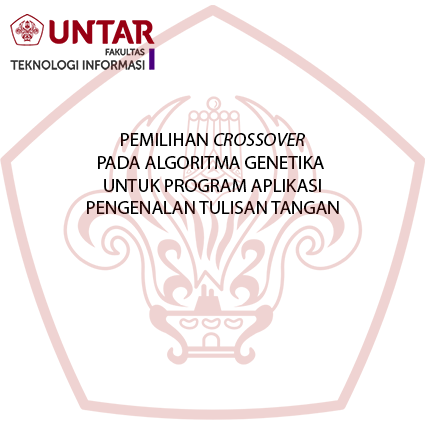 UNTAR
FAKULTAS
TEKNOLOGI INFORMASI
PEMILIHAN CROSSOVER
PADA ALGORITMA GENETIKA
UNTUK PROGRAM APLIKASI
PENGENALAN TULISAN TANGAN